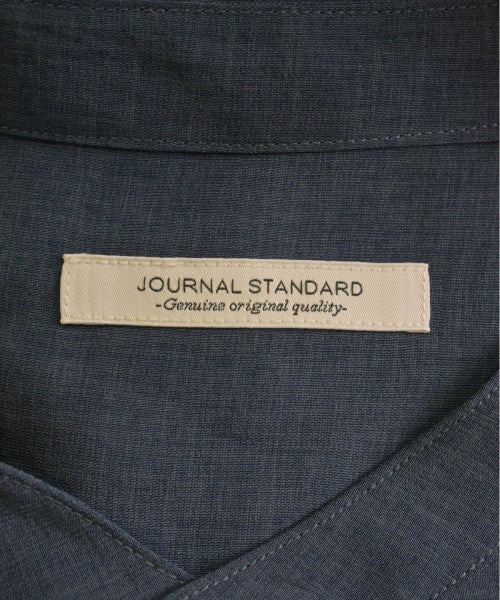 JOURNAL STANDARD
-Genuine original quality-